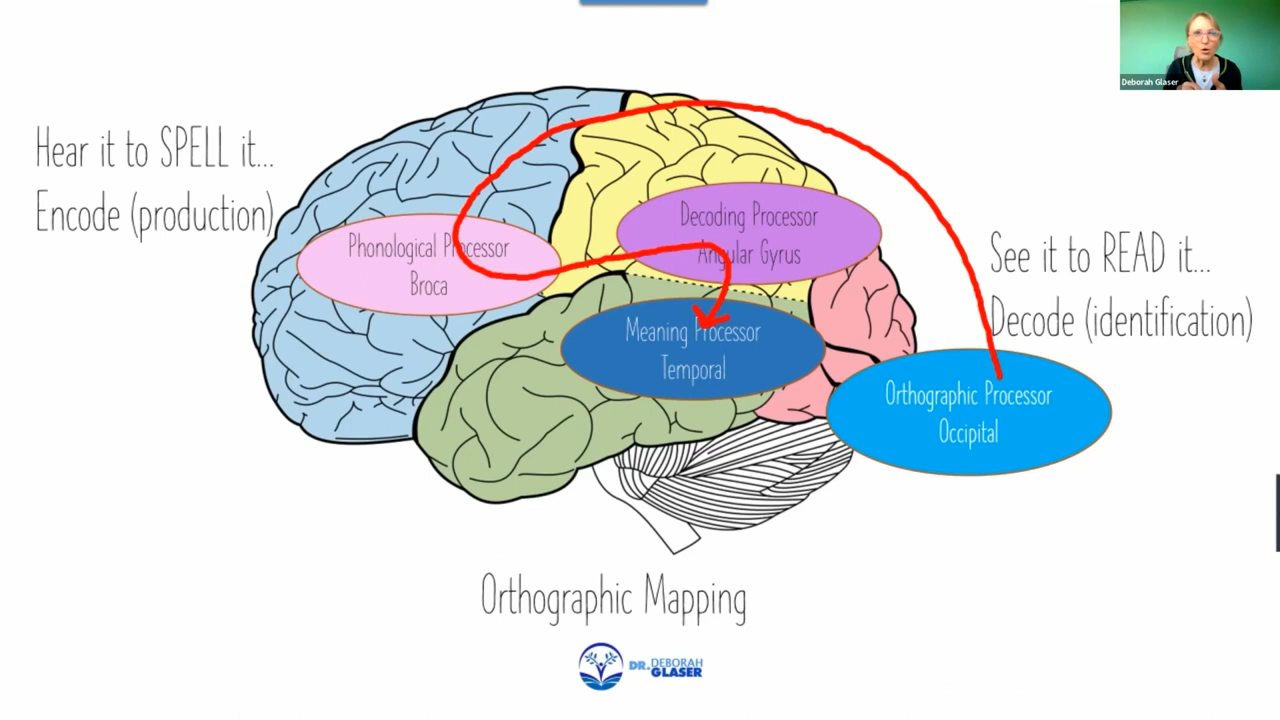 Deborah Glaser
Hear it to SPELL it...
Encode (production)
Phonological Processor
Broca
Decoding Processor
Angular Gyrus
Meaning Processor
Temporal
See it to READ it...
Decode (identification)
Orthographic Processor
Occipital
Orthographic Mapping
DR. DEBORAH
GLASER